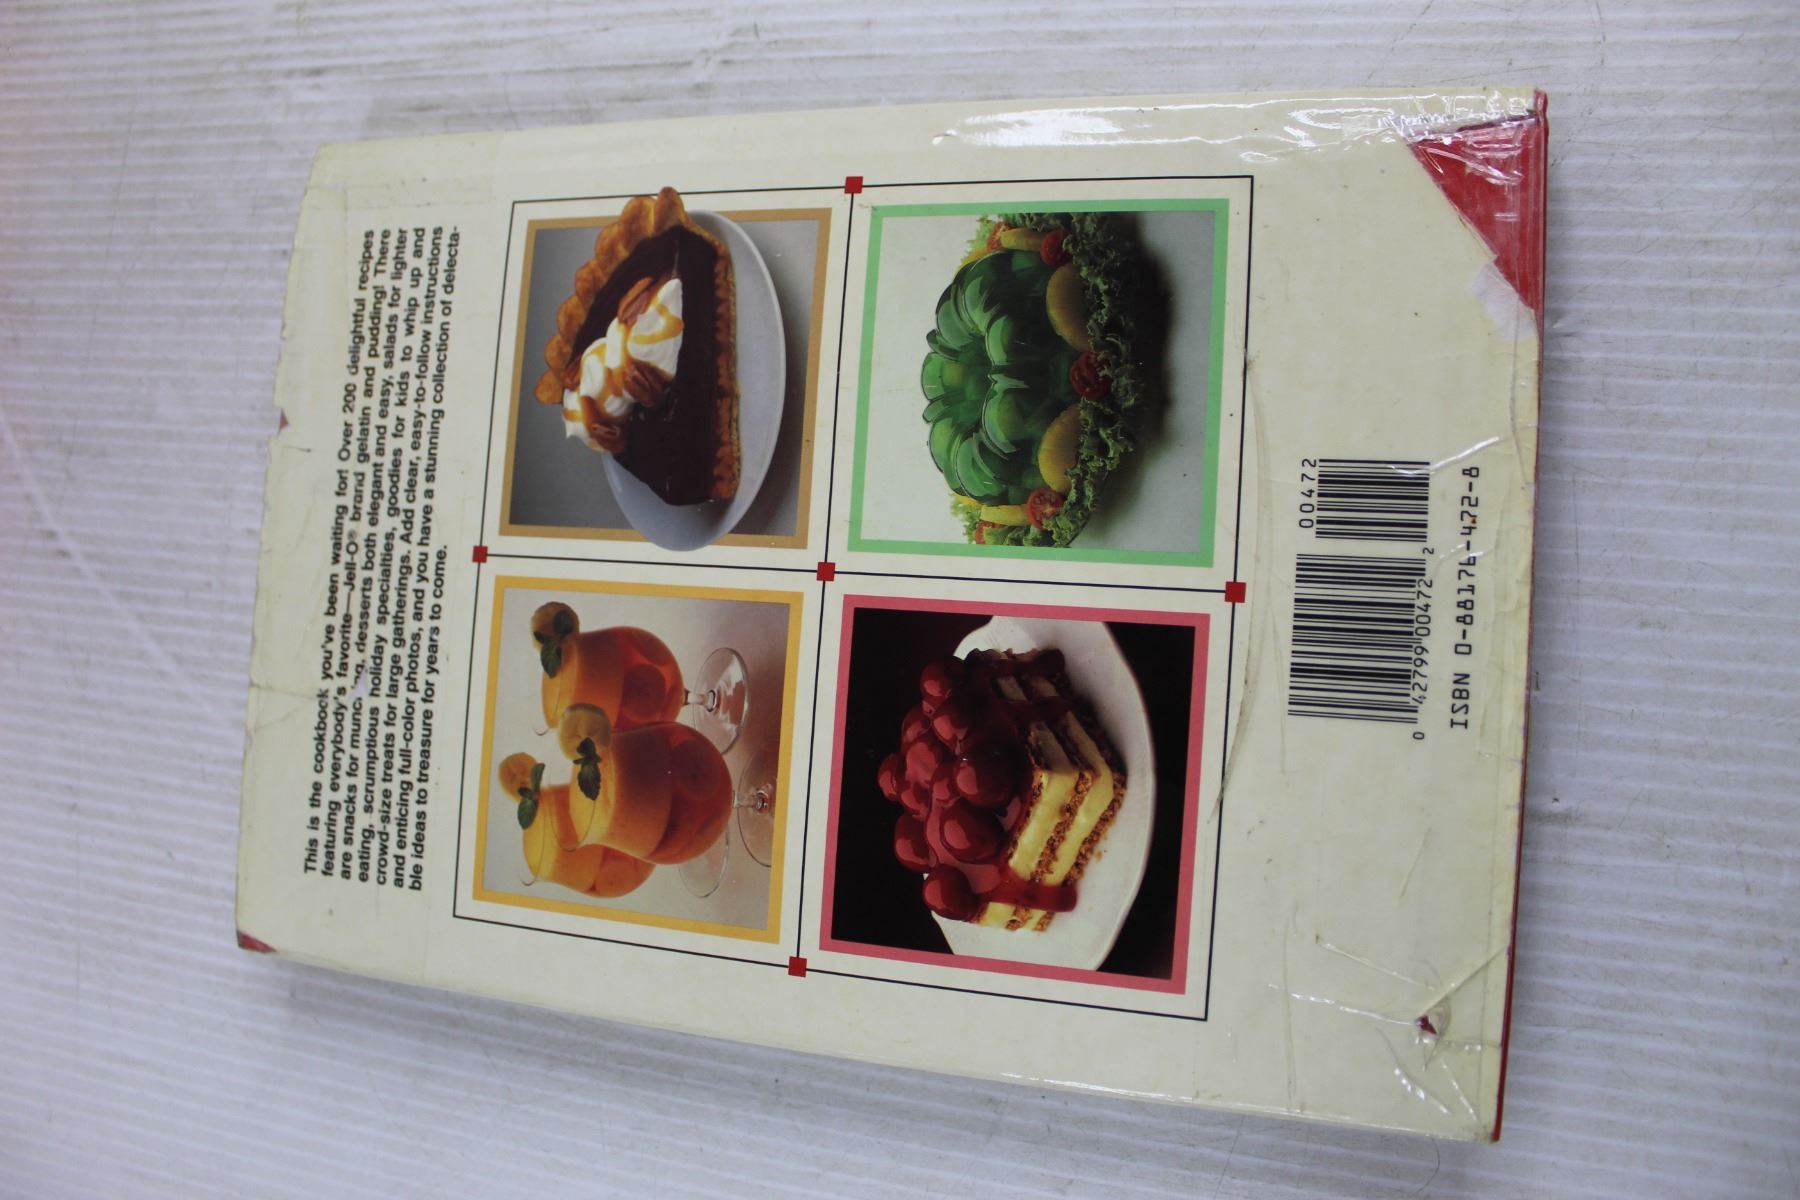 This is the cookbook you've been waiting for! Over 200 delightful recipes
featuring everybody's favorite—Jell-O® brand gelatin and pudding! There
are snacks for desserts both elegant and easy, salads for lighter
eating, scrumptious holiday specialties, goodies for kids to whip up and
crowd-size treats for large gatherings. Add clear, easy-to-follow instructions
and enticing full-color photos, and you have a stunning collection of delecta-
ble ideas to treasure for years to come.
00472
0 42799 00472 2
ISBN 0-88176-472-8